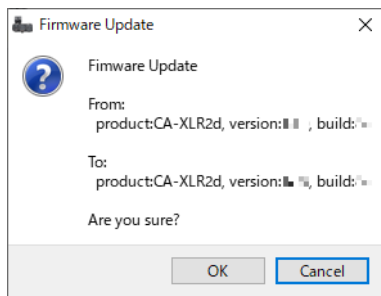 Firmware Update
Fimware Update
From:
product:CA-XLR2d, version: , build:
To:
product:CA-XLR2d, version: , build:
Are you sure?
OK
Cancel